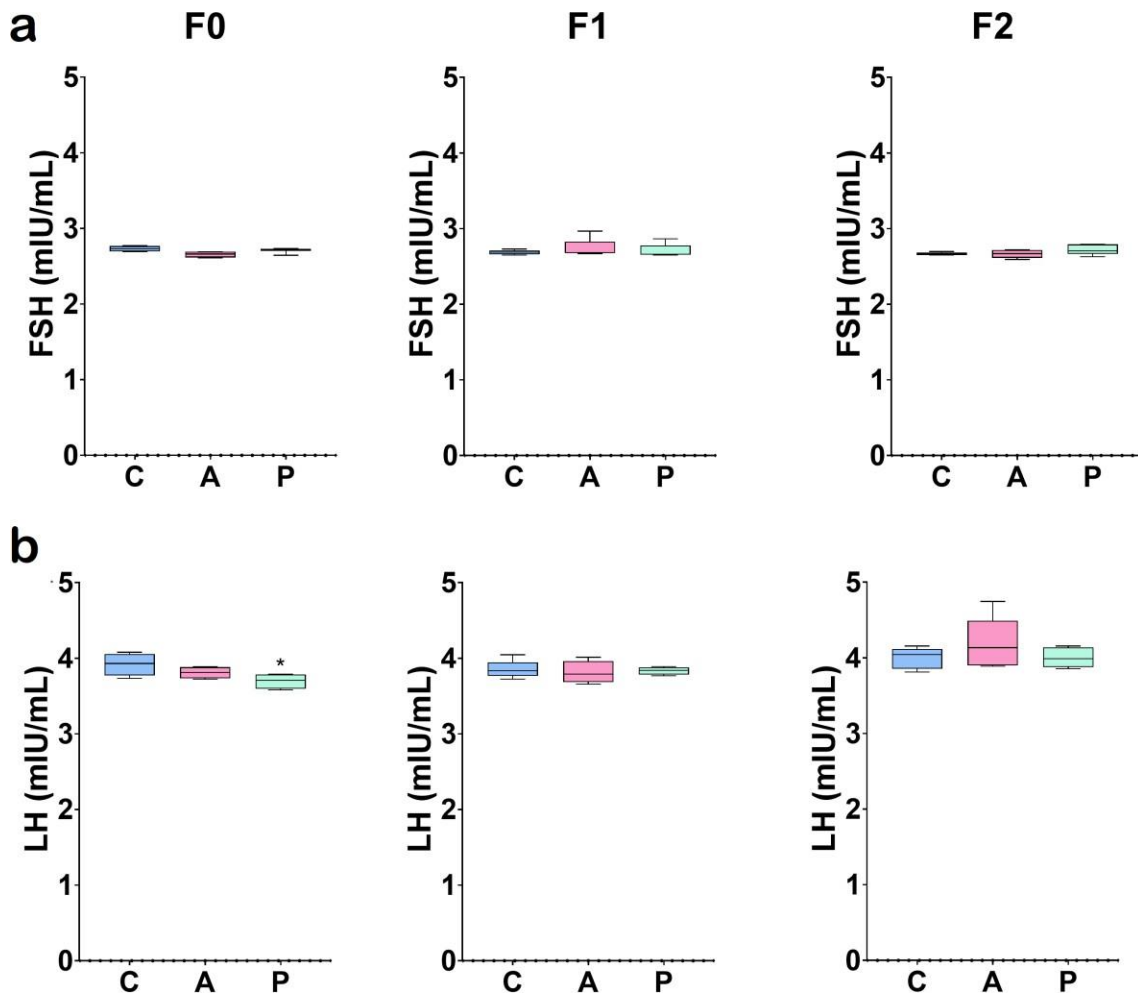 a F0 F1 F2
FSH (mIU/mL) 5 4 3 2 1 0 C A P
FSH (mIU/mL) 5 4 3 2 1 0 C A P
FSH (mIU/mL) 5 4 3 2 1 0 C A P
b
LH (mIU/mL) 5 4 3 2 1 0 * C A P
LH (mIU/mL) 5 4 3 2 1 0 C A P
LH (mIU/mL) 5 4 3 2 1 0 C A P